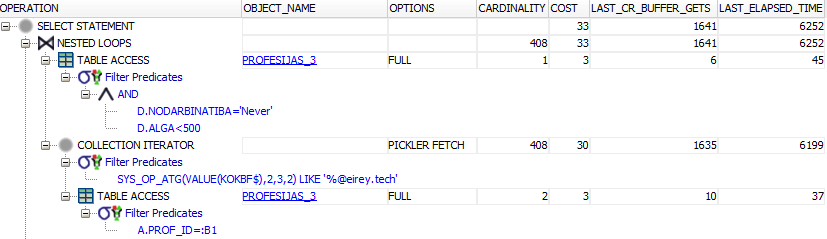 OPERATION OBJECT_NAME OPTIONS CARDINALITY COST LAST_CR_BUFFER_GETS LAST_ELAPSED_TIME
SELECT STATEMENT 33 1641 6252
NESTED LOOPS 408 33 1641 6252
TABLE ACCESS PROFESIJAS_3 FULL 1 3 6 45
Filter Predicates
AND
D.NODARBINATIBA='Never'
D.ALGA<500
COLLECTION ITERATOR PICKLER FETCH 408 30 1635 6199
Filter Predicates
SYS_OP_ATG(VALUE(KOKBF$),2,3,2) LIKE '%@eirey.tech'
TABLE ACCESS PROFESIJAS_3 FULL 2 3 10 37
Filter Predicates
A.PROF_ID=:B1